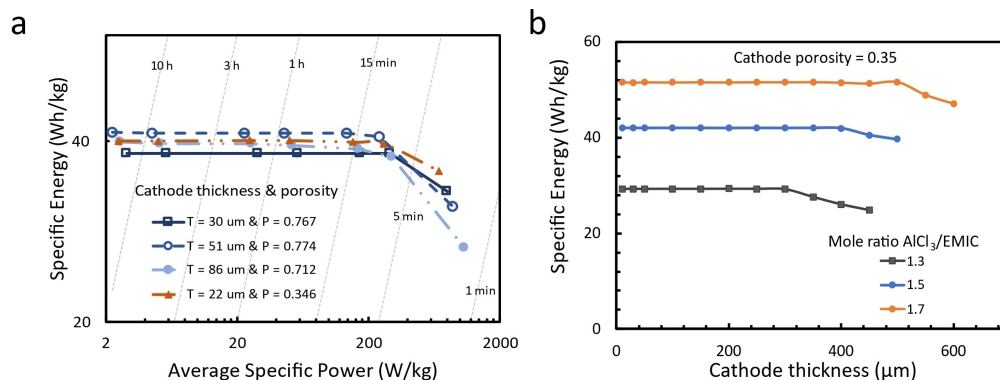 a
Specific Energy (Wh/kg)
40
20
10 h
3 h
1 h
15 min
5 min
1 min
Cathode thickness & porosity
T = 30 um & P = 0.767
T = 51 um & P = 0.774
T = 86 um & P = 0.712
T = 22 um & P = 0.346
2
20
200
2000
Average Specific Power (W/kg)
b
Specific Energy (Wh/kg)
60
40
20
0
Cathode porosity = 0.35
Mole ratio AlCl₃/EMIC
1.3
1.5
1.7
0
200
400
600
Cathode thickness (μm)